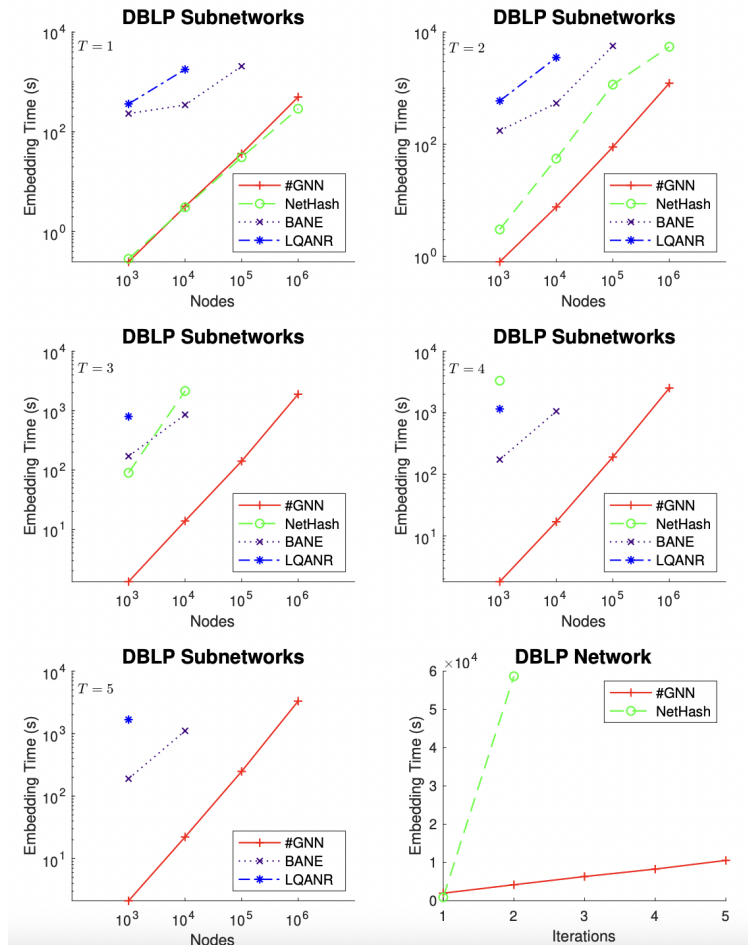 DBLP Subnetworks
T = 1
Embedding Time (s)
10^4
10^2
10^0
10^3 10^4 10^5 10^6
Nodes
#GNN
NetHash
BANE
LQANR
DBLP Subnetworks
T = 2
Embedding Time (s)
10^4
10^2
10^0
10^3 10^4 10^5 10^6
Nodes
#GNN
NetHash
BANE
LQANR
DBLP Subnetworks
T = 3
Embedding Time (s)
10^4
10^3
10^2
10^1
10^3 10^4 10^5 10^6
Nodes
#GNN
NetHash
BANE
LQANR
DBLP Subnetworks
T = 4
Embedding Time (s)
10^4
10^3
10^2
10^1
10^3 10^4 10^5 10^6
Nodes
#GNN
NetHash
BANE
LQANR
DBLP Subnetworks
T = 5
Embedding Time (s)
10^4
10^3
10^2
10^1
10^3 10^4 10^5 10^6
Nodes
#GNN
BANE
LQANR
DBLP Network
×10^4
Embedding Time (s)
6
5
4
3
2
1
0
1 2 3 4 5
Iterations
#GNN
NetHash